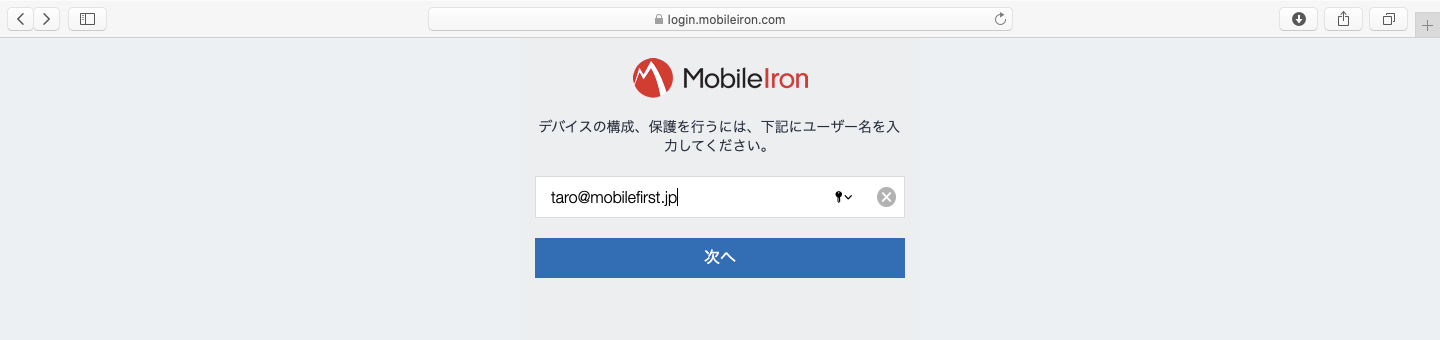 login.mobileiron.com
MobileIron
デバイスの構成、保護を行うには、下記にユーザー名を入
力してください。
taro@mobilefirst.jp
次へ